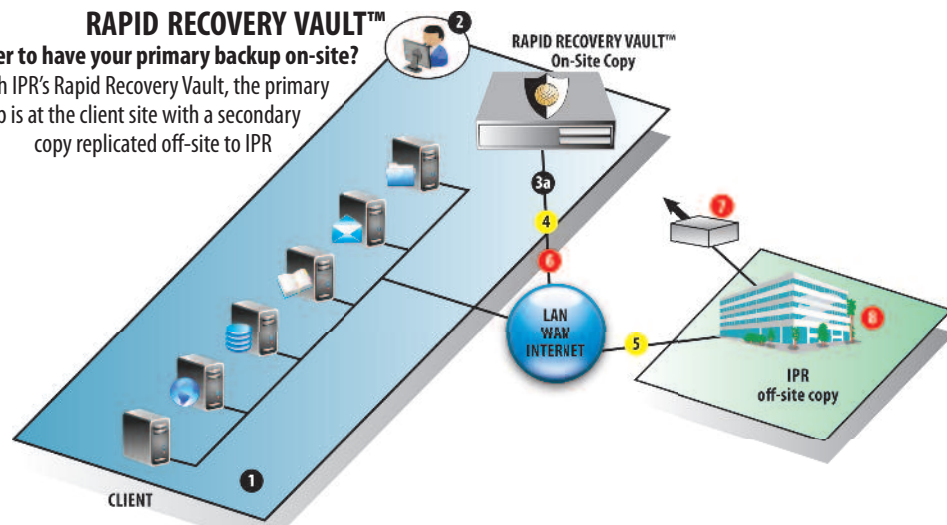 RAPID RECOVERY VAULT™
er to have your primary backup on-site?
h IPR's Rapid Recovery Vault, the primary
p is at the client site with a secondary
copy replicated off-site to IPR
2
RAPID RECOVERY VAULT™
On-Site Copy
3a
4
6
7
LAN
WAN
INTERNET
5
8
IPR
off-site copy
1
CLIENT